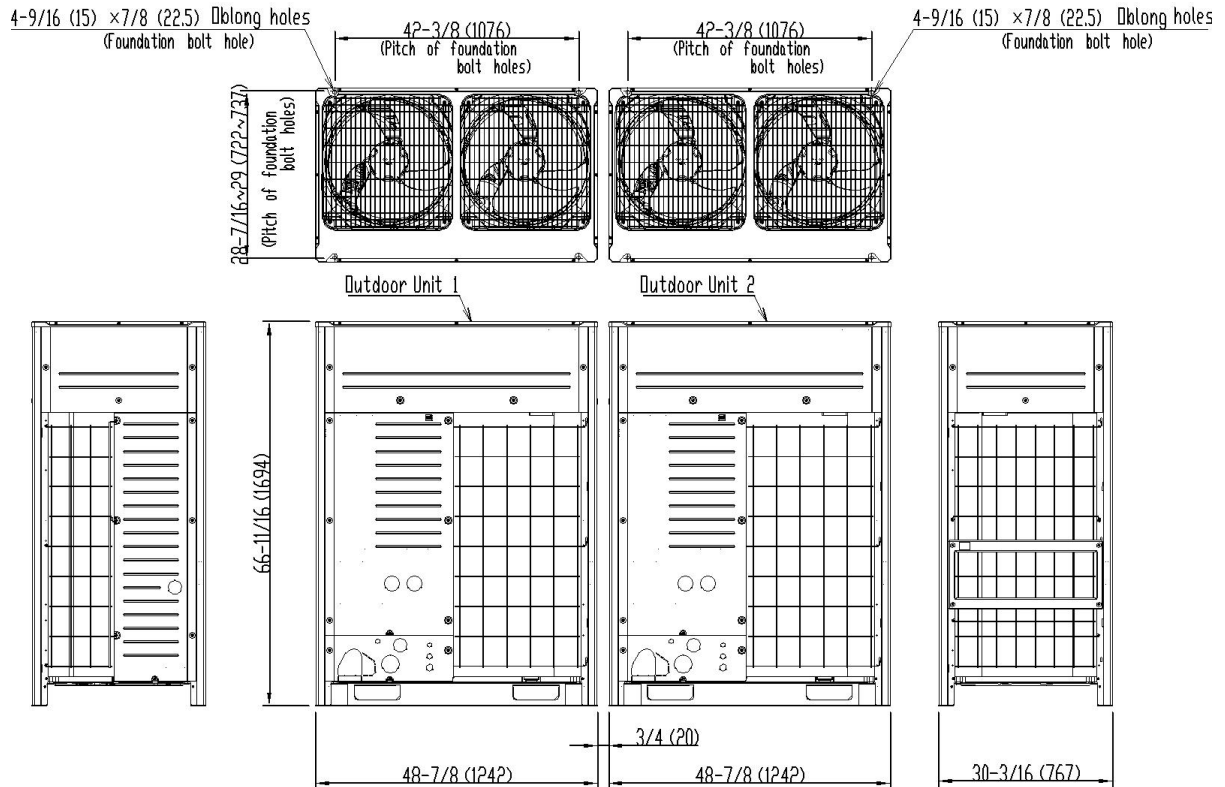 4-9/16 (15) ×7/8 (22.5) Oblong holes
(Foundation bolt hole)
42-3/8 (1076)
(Pitch of foundation
bolt holes)
42-3/8 (1076)
(Pitch of foundation
bolt holes)
4-9/16 (15) ×7/8 (22.5) Oblong holes
(Foundation bolt hole)
28-7/16~29 (722~737)
(Pitch of foundation
bolt holes)
Outdoor Unit 1
Outdoor Unit 2
66-11/16 (1694)
3/4 (20)
48-7/8 (1242)
48-7/8 (1242)
30-3/16 (767)